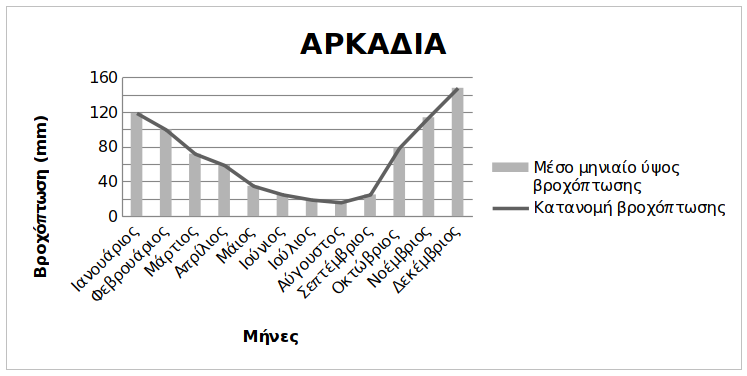 ΑΡΚΑΔΙΑ
160
120
80
40
0
Βροχόπτωση (mm)
Ιανουάριος
Φεβρουάριος
Μάρτιος
Απρίλιος
Μάιος
Ιούνιος
Ιούλιος
Αύγουστος
Σεπτέμβριος
Οκτώβριος
Νοέμβριος
Δεκέμβριος
Μήνες
Μέσο μηνιαίο ύψος
βροχόπτωσης
Κατανομή βροχόπτωσης